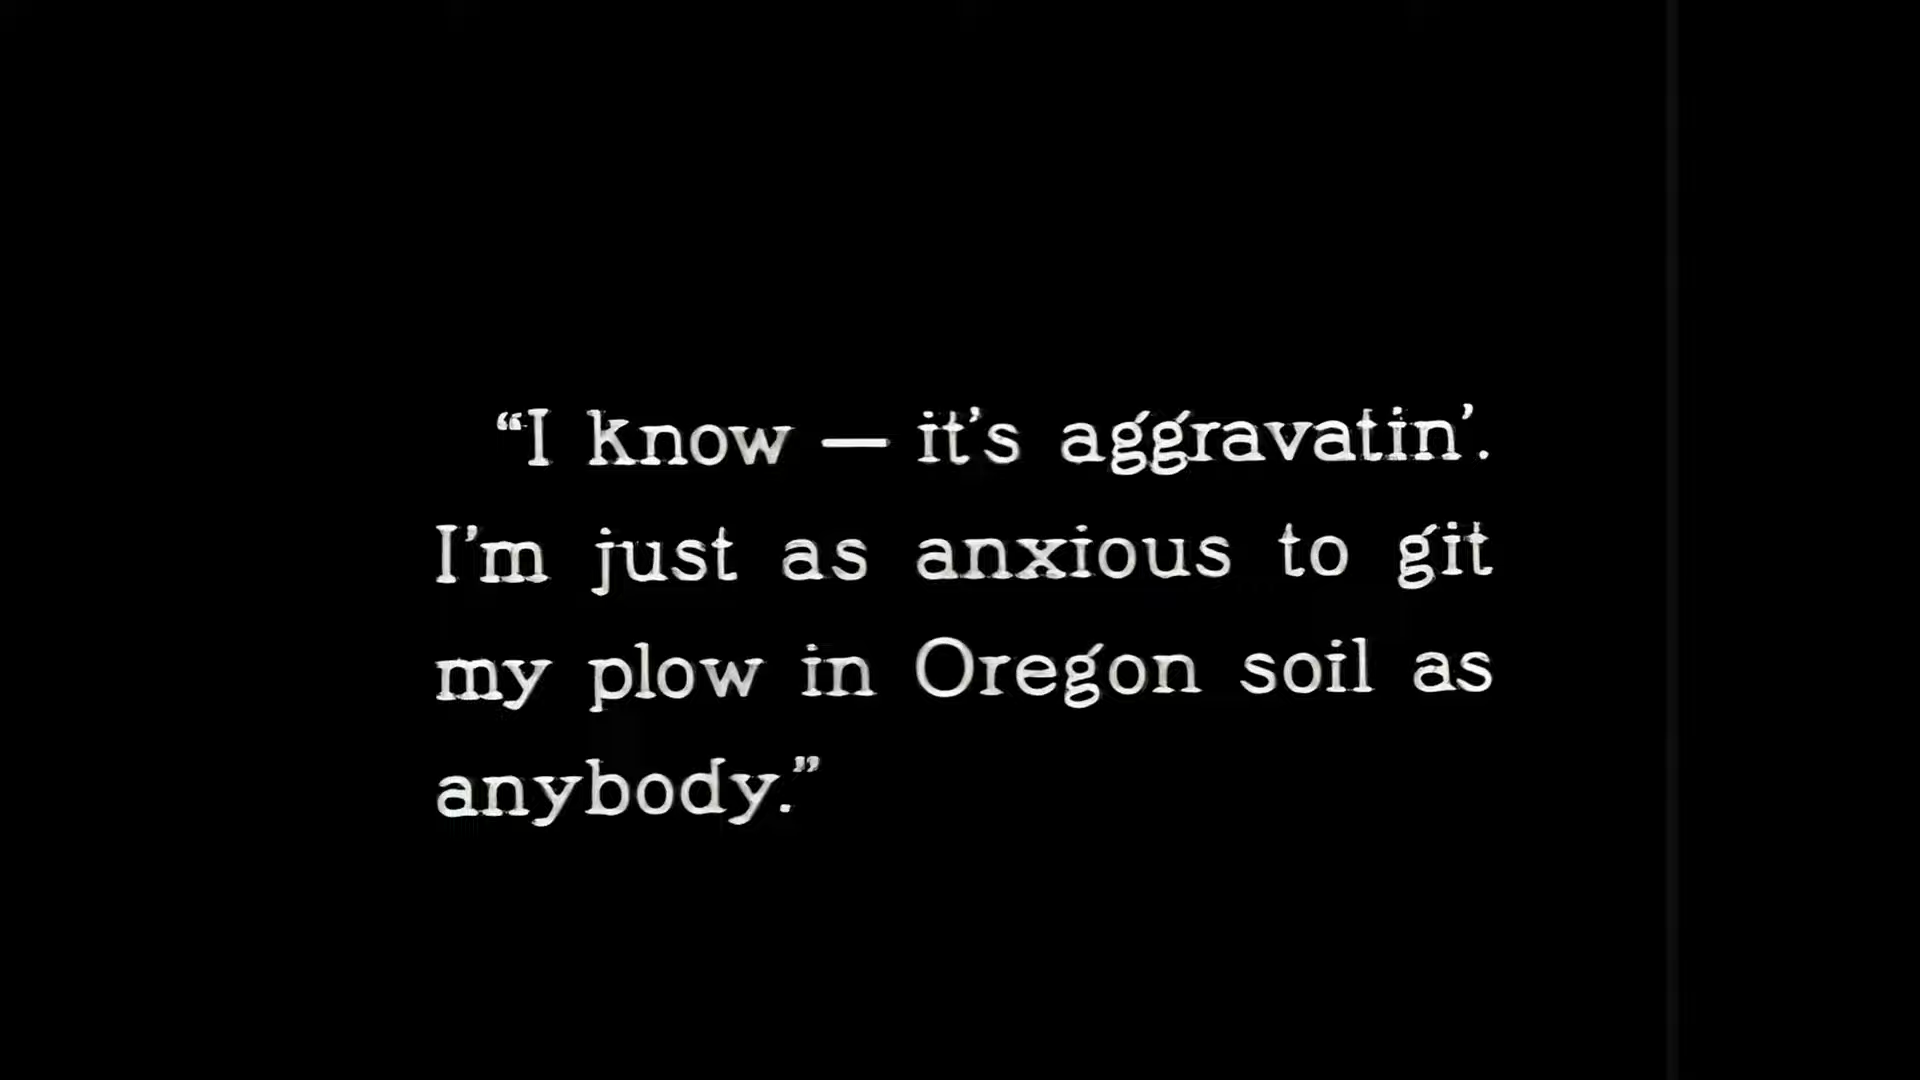 “I know — it’s aggravatin’.
I’m just as anxious to git
my plow in Oregon soil as
anybody.”